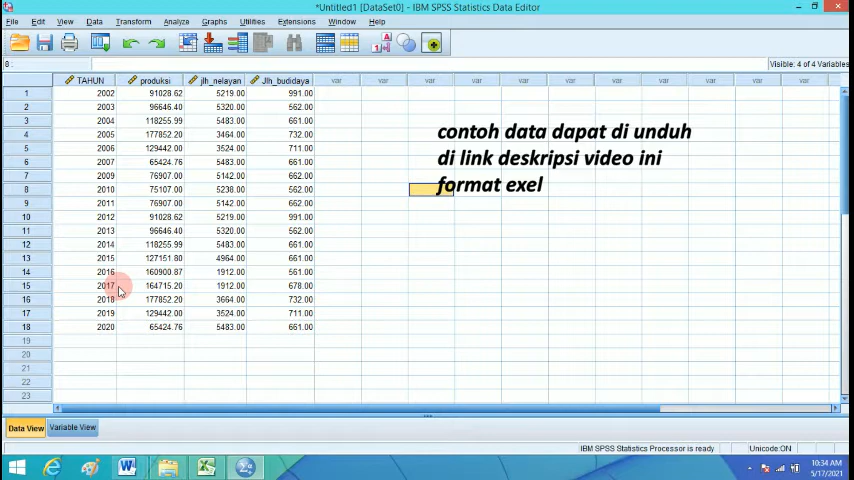 *Untitled1 [DataSet0] - IBM SPSS Statistics Data Editor
File Edit View Data Transform Analyze Graphs Utilities Extensions Window Help
8 :
Visible: 4 of 4 Variables
TAHUN produksi jlh_nelayan Jlh_budidaya var var var var var var var var var var var
1 2002 91028.62 5219.00 991.00
2 2003 96646.40 5320.00 562.00
3 2004 118255.99 5483.00 661.00
4 2005 177852.20 3464.00 732.00
5 2006 129442.00 3524.00 711.00
6 2007 65424.76 5483.00 661.00
7 2009 76907.00 5142.00 662.00
8 2010 75107.00 5238.00 562.00
9 2011 76907.00 5142.00 662.00
10 2012 91028.62 5219.00 991.00
11 2013 96646.40 5320.00 562.00
12 2014 118255.99 5483.00 661.00
13 2015 127151.80 4964.00 661.00
14 2016 160900.87 1912.00 561.00
15 2017 164715.20 1912.00 678.00
16 2018 177852.20 3664.00 732.00
17 2019 129442.00 3524.00 711.00
18 2020 65424.76 5483.00 661.00
19
20
21
22
23
contoh data dapat di unduh
di link deskripsi video ini
format exel
Data View Variable View
IBM SPSS Statistics Processor is ready Unicode:ON
10:34 AM
5/17/2021